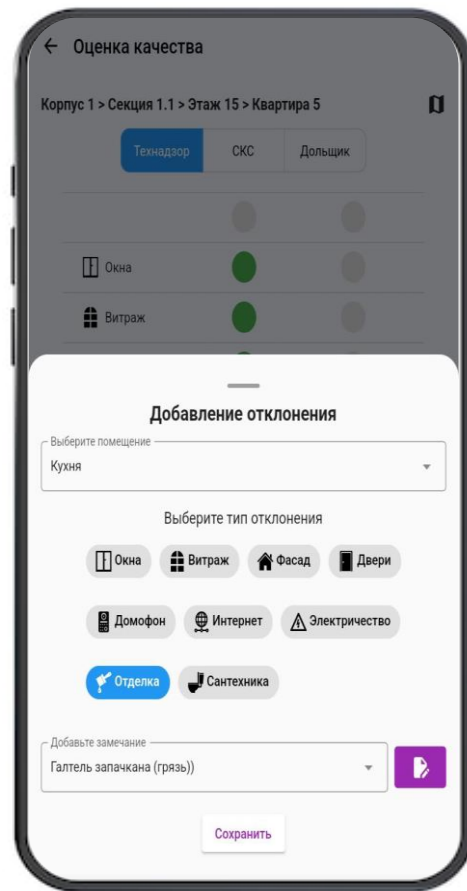 Оценка качества
Корпус 1 > Секция 1.1 > Этаж 15 > Квартира 5
Технадзор СКС Дольщик
Окна
Витраж
Добавление отклонения
Выберите помещение
Кухня
Выберите тип отклонения
Окна Витраж Фасад Двери
Домофон Интернет Электричество
Отделка Сантехника
Добавьте замечание
Галтель запачкана (грязь))
Сохранить